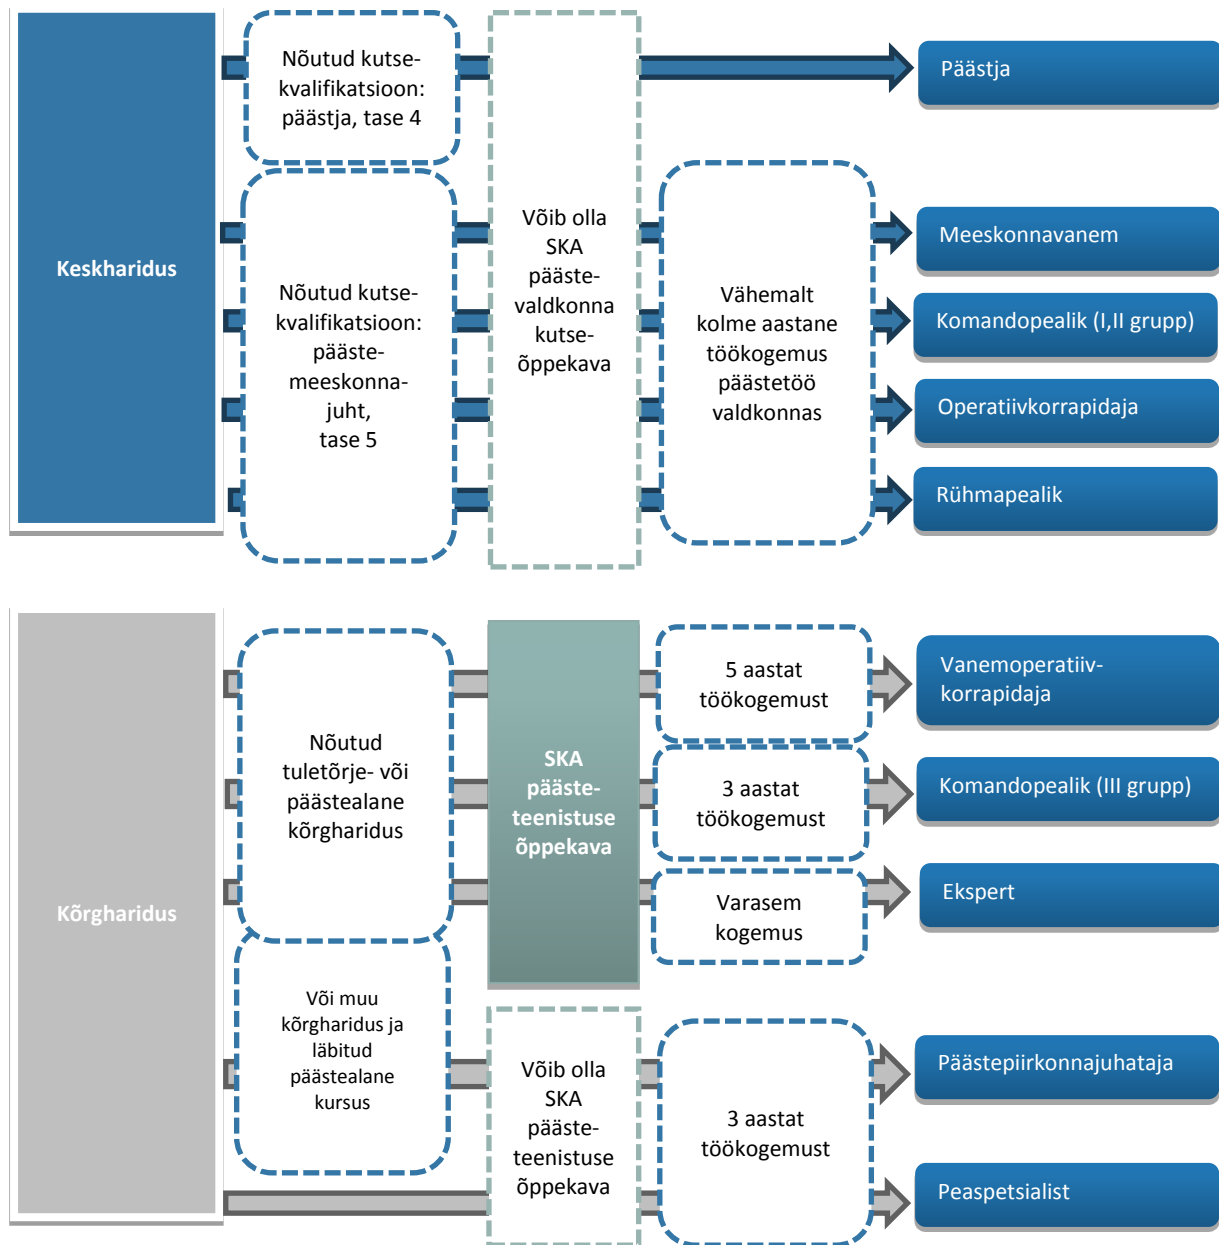 Keskharidus
Nõutud kutse-
kvalifikatsioon:
päästja, tase 4
Nõutud kutse-
kvalifikatsioon:
pääste-
meeskonna-
juht,
tase 5
Võib olla
SKA
pääste-
valdkonna
kutse-
õppekava
Vähemalt
kolme aastane
töökogemus
päästetöö
valdkonnas
Päästja
Meeskonnavanem
Komandopealik (I,II grupp)
Operatiivkorrapidaja
Rühmapealik
Kõrgharidus
Nõutud
tuletõrje- või
päästealane
kõrgharidus
Või muu
kõrgharidus ja
läbitud
päästealane
kursus
SKA
pääste-
teenistuse
õppekava
Võib olla
SKA
pääste-
teenistuse
õppekava
5 aastat
töökogemust
3 aastat
töökogemust
Varasem
kogemus
3 aastat
töökogemust
Vanemoperatiiv-
korrapidaja
Komandopealik (III grupp)
Ekspert
Päästepiirkonnajuhataja
Peaspetsialist